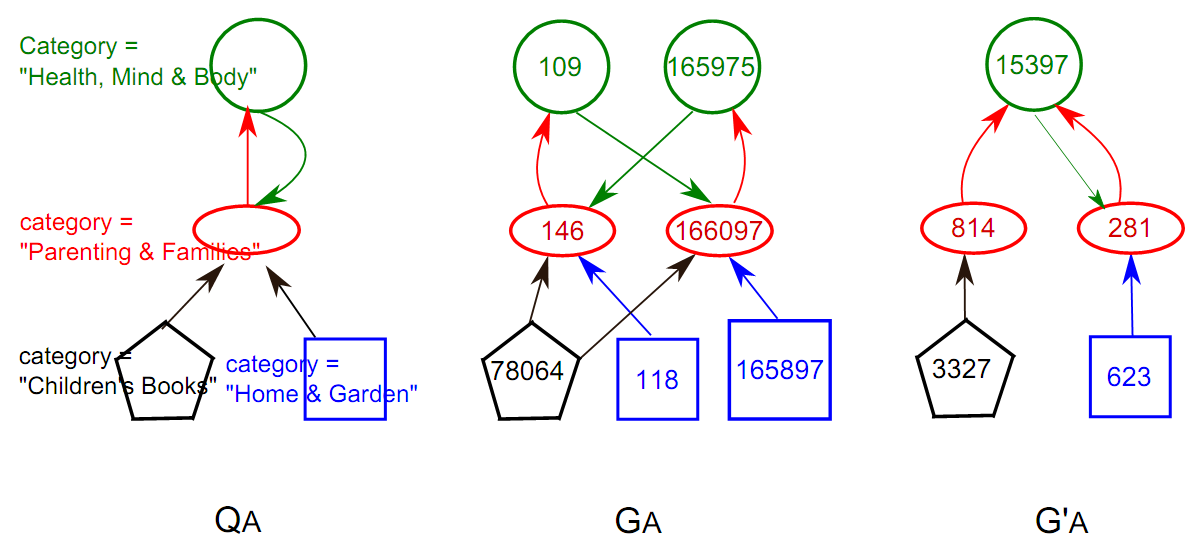 Category =
"Health, Mind & Body"
109
165975
15397
category =
"Parenting & Families"
146
166097
814
281
category =
"Children's Books"
category =
"Home & Garden"
78064
118
165897
3327
623
QA
GA
G'A